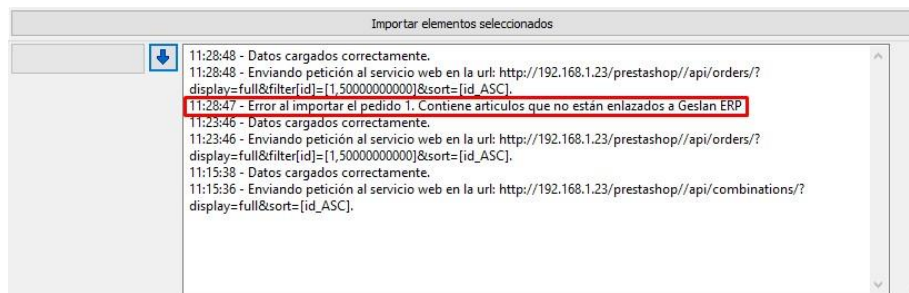 Importar elementos seleccionados
11:28:48 - Datos cargados correctamente.
11:28:48 - Enviando petición al servicio web en la url: http://192.168.1.23/prestashop//api/orders/?
display=full&filter[id]=[1,50000000000]&sort=[id_ASC].
11:28:47 - Error al importar el pedido 1. Contiene articulos que no están enlazados a Geslan ERP
11:23:46 - Datos cargados correctamente.
11:23:46 - Enviando petición al servicio web en la url: http://192.168.1.23/prestashop//api/orders/?
display=full&filter[id]=[1,50000000000]&sort=[id_ASC].
11:15:38 - Datos cargados correctamente.
11:15:36 - Enviando petición al servicio web en la url: http://192.168.1.23/prestashop//api/combinations/?
display=full&sort=[id_ASC].